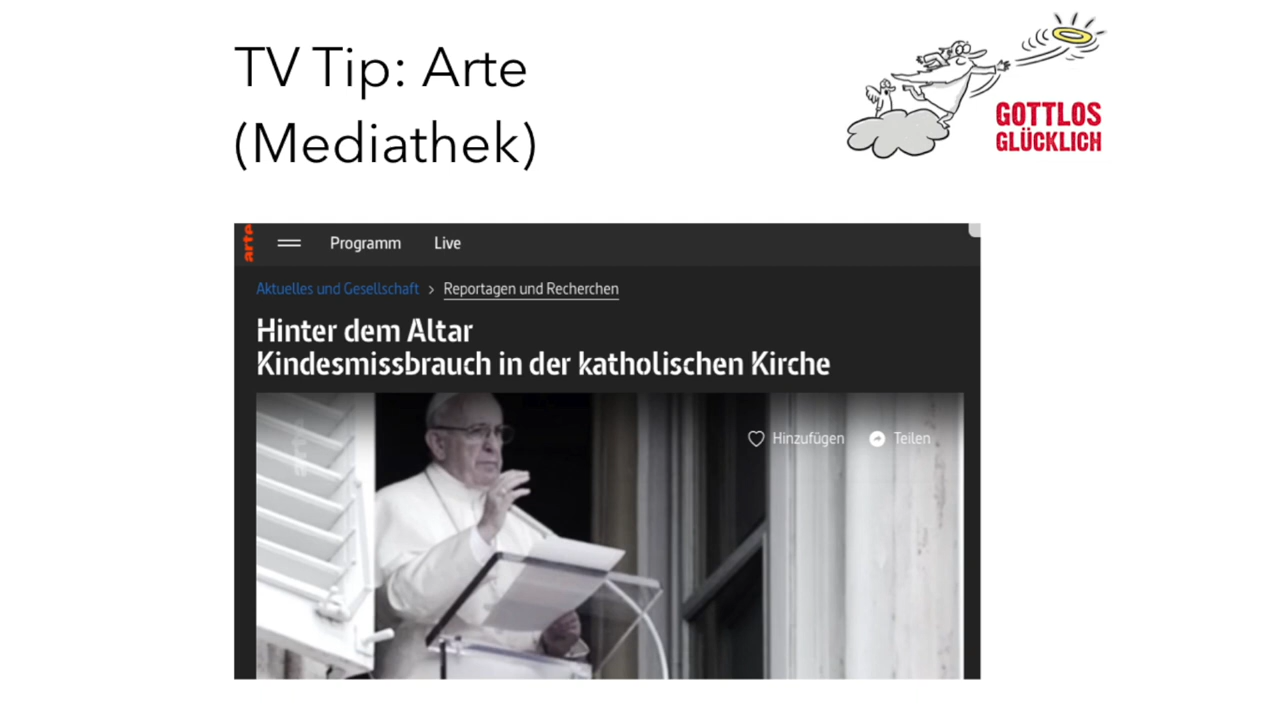 TV Tip: Arte
(Mediathek)
GOTTLOS
GLÜCKLICH
arte
Programm
Live
Aktuelles und Gesellschaft > Reportagen und Recherchen
Hinter dem Altar
Kindesmissbrauch in der katholischen Kirche
Hinzufügen
Teilen